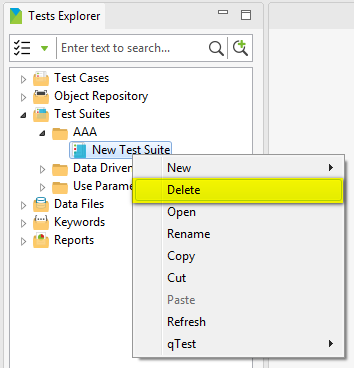 Tests Explorer
Enter text to search...
Test Cases
Object Repository
Test Suites
AAA
New Test Suite
Data Driven
Use Parame
Data Files
Keywords
Reports
New
Delete
Open
Rename
Copy
Cut
Paste
Refresh
qTest